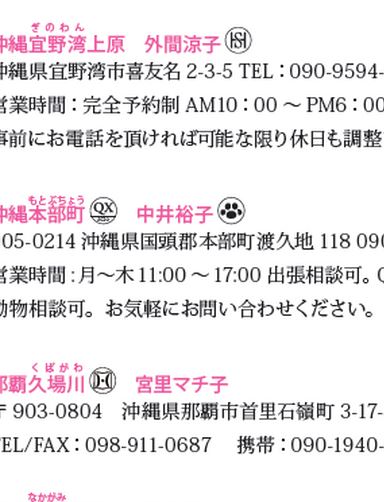 ぎのわん
沖縄宜野湾上原 外間涼子
沖縄県宜野湾市喜友名 2-3-5 TEL：090-9594-
営業時間：完全予約制 AM10：00 〜 PM6：00
事前にお電話を頂ければ可能な限り休日も調整
もとぶちょう
沖縄本部町 QX 中井裕子
905-0214 沖縄県国頭郡本部町渡久地 118 090
営業時間：月〜木 11:00 〜 17:00 出張相談可。
動物相談可。お気軽にお問い合わせください。
くばがわ
那覇久場川 宮里マチ子
〒 903-0804 沖縄県那覇市首里石嶺町 3-17-
TEL/FAX：098-911-0687 携帯：090-1940-
なかがみ